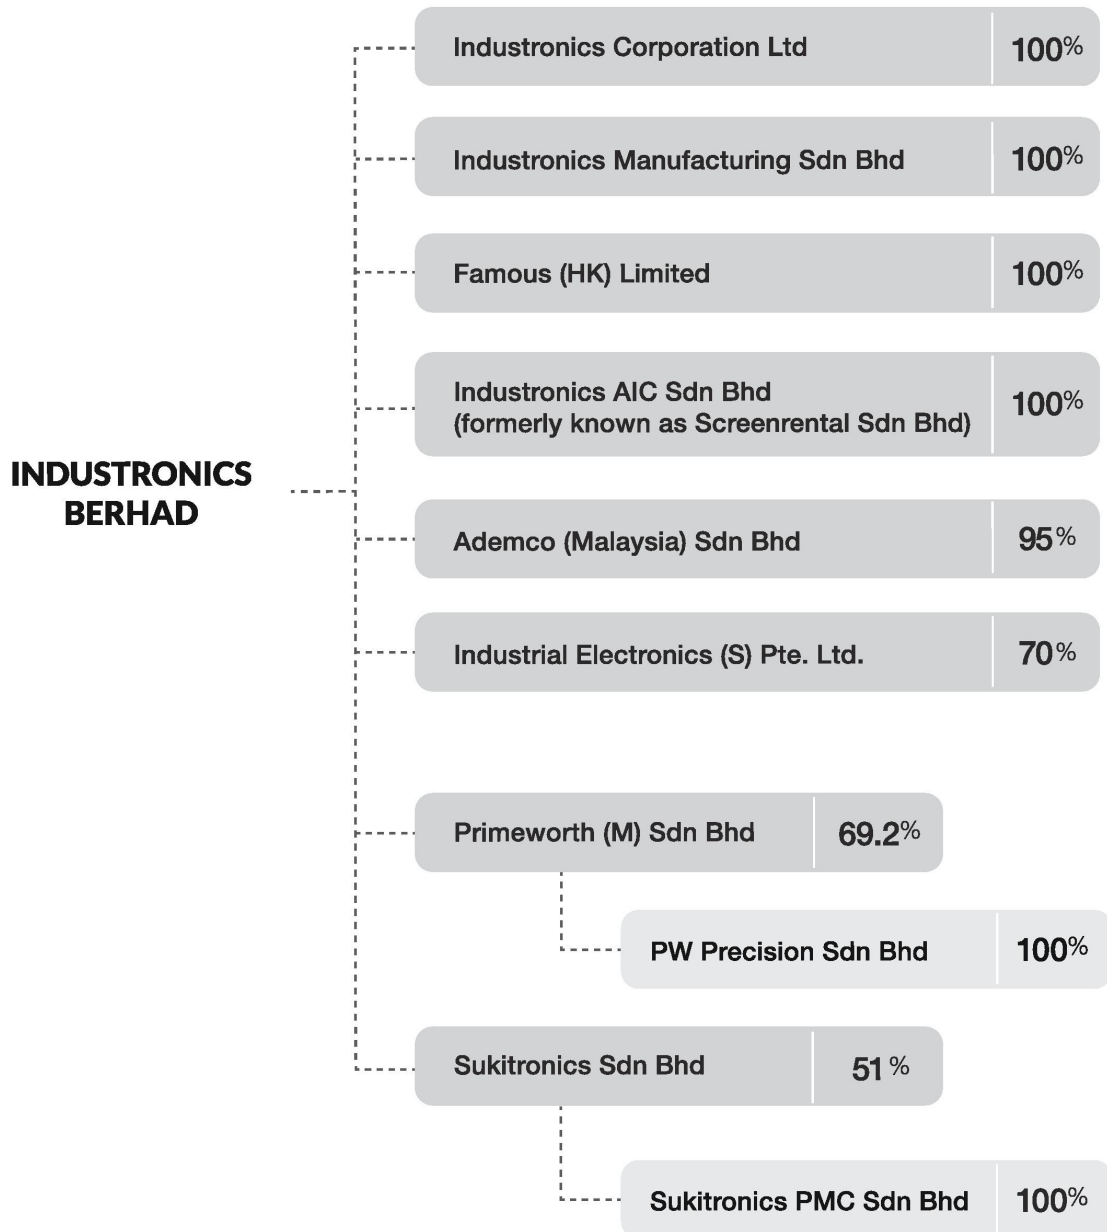 INDUSTRONICS
BERHAD
Industronics Corporation Ltd 100%
Industronics Manufacturing Sdn Bhd 100%
Famous (HK) Limited 100%
Industronics AIC Sdn Bhd
(formerly known as Screenrental Sdn Bhd) 100%
Ademco (Malaysia) Sdn Bhd 95%
Industrial Electronics (S) Pte. Ltd. 70%
Primeworth (M) Sdn Bhd 69.2%
PW Precision Sdn Bhd 100%
Sukitronics Sdn Bhd 51%
Sukitronics PMC Sdn Bhd 100%